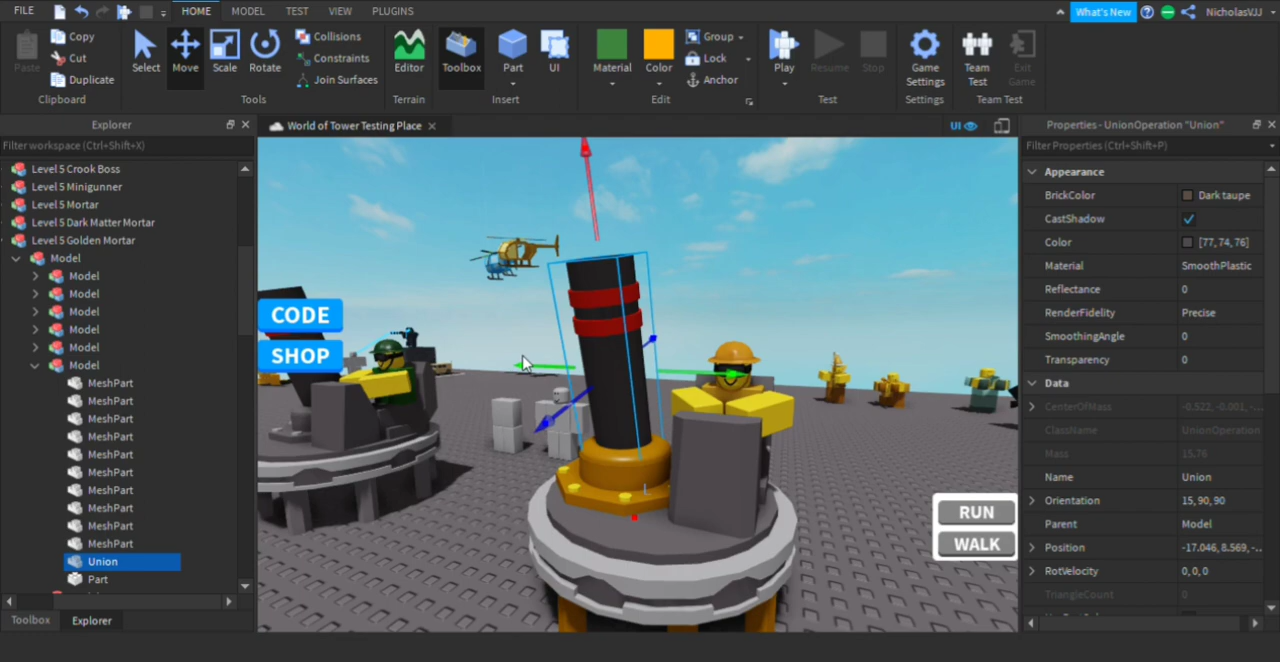 FILE HOME MODEL TEST VIEW PLUGINS What's New NicholasVJJ
Paste Copy Cut Duplicate Select Move Scale Rotate Collisions Constraints Join Surfaces Editor Toolbox Part UI Material Color Group Lock Anchor Play Resume Stop Game Settings Team Test Exit Game
Clipboard Tools Terrain Insert Edit Test Settings Team Test
Explorer
Filter workspace (Ctrl+Shift+X)
Level 5 Crook Boss
Level 5 Minigunner
Level 5 Mortar
Level 5 Dark Matter Mortar
Level 5 Golden Mortar
Model
Model
Model
Model
Model
Model
Model
MeshPart
MeshPart
MeshPart
MeshPart
MeshPart
MeshPart
MeshPart
MeshPart
MeshPart
MeshPart
Union
Part
Toolbox Explorer
World of Tower Testing Place
UI
CODE
SHOP
RUN
WALK
Properties - UnionOperation "Union"
Filter Properties (Ctrl+Shift+P)
Appearance
BrickColor Dark taupe
CastShadow
Color [77, 74, 76]
Material SmoothPlastic
Reflectance 0
RenderFidelity Precise
SmoothingAngle 0
Transparency 0
Data
CenterOfMass -0.522, -0.001, -...
ClassName UnionOperation
Mass 15.76
Name Union
Orientation 15, 90, 90
Parent Model
Position -17.046, 8.569, -...
RotVelocity 0, 0, 0
TriangleCount 0